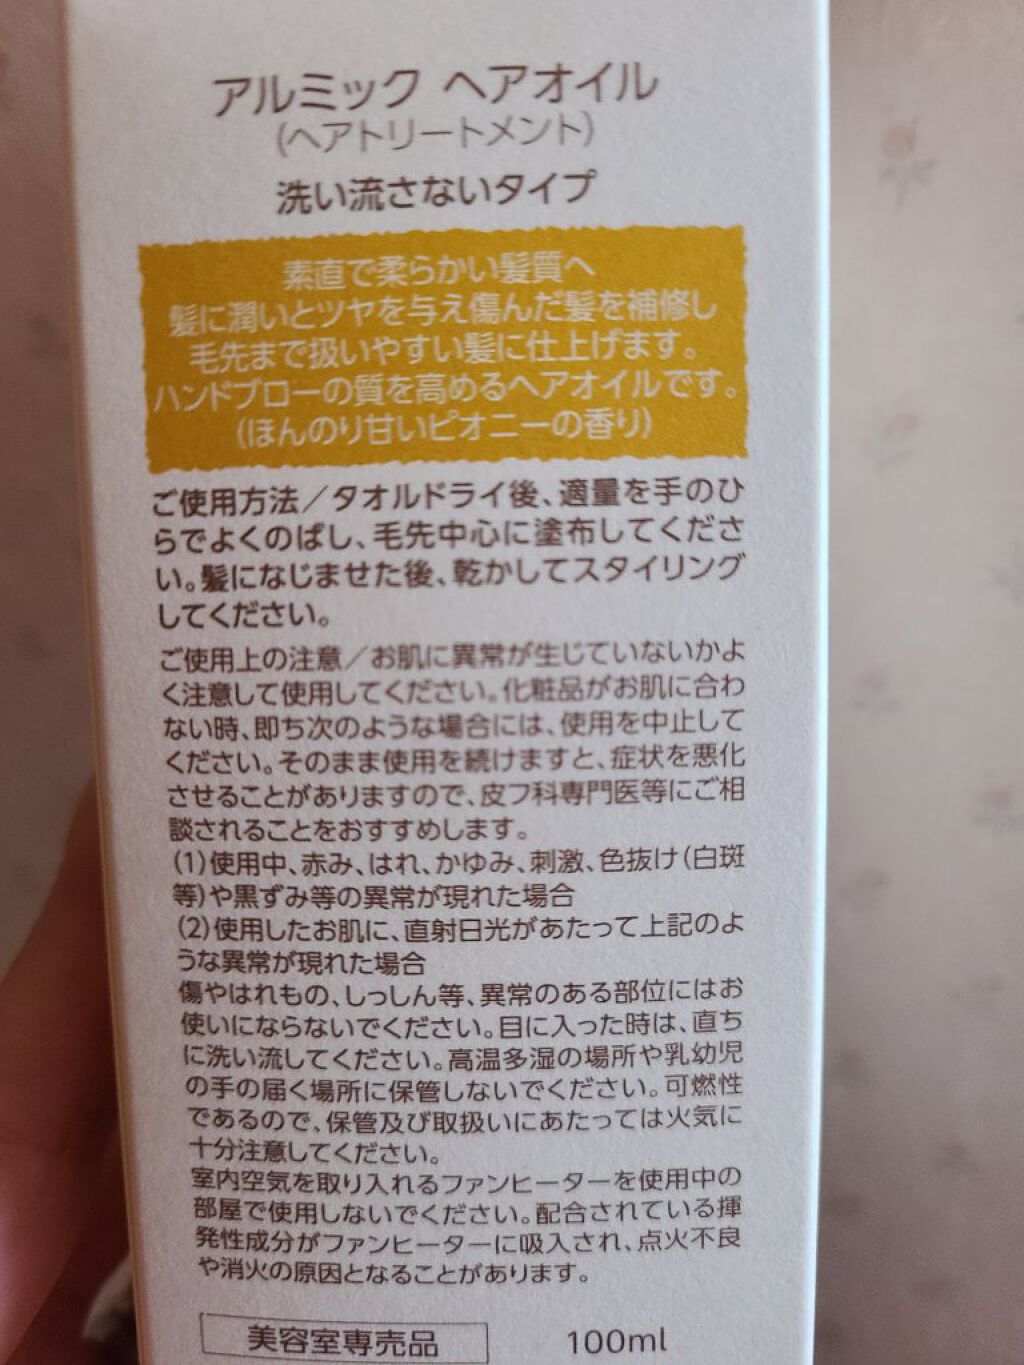 アルミック ヘアオイル
(ヘアトリートメント)
洗い流さないタイプ
素直で柔らかい髪質へ
髪に潤いとツヤを与え傷んだ髪を補修し
毛先まで扱いやすい髪に仕上げます。
ハンドブローの質を高めるヘアオイルです。
(ほんのり甘いピオニーの香り)
ご使用方法/タオルドライ後、適量を手のひ
らでよくのばし、毛先中心に塗布してくださ
い。髪になじませた後、乾かしてスタイリング
してください。
ご使用上の注意/お肌に異常が生じていないかよ
く注意して使用してください。化粧品がお肌に合わ
ない時、即ち次のような場合には、使用を中止して
ください。そのまま使用を続けますと、症状を悪化
させることがありますので、皮フ科専門医等にご相
談されることをおすすめします。
(1)使用中、赤み、はれ、かゆみ、刺激、色抜け(白斑
等)や黒ずみ等の異常が現れた場合
(2)使用したお肌に、直射日光があたって上記のよ
うな異常が現れた場合
傷やはれもの、しっしん等、異常のある部位にはお
使いにならないでください。目に入った時は、直ち
に洗い流してください。高温多湿の場所や乳幼児
の手の届く場所に保管しないでください。可燃性
であるので、保管及び取扱いにあたっては火気に
十分注意してください。
室内空気を取り入れるファンヒーターを使用中の
部屋で使用しないでください。配合されている揮
発性成分がファンヒーターに吸入され、点火不良
や消火の原因となることがあります。
美容室専売品 100ml